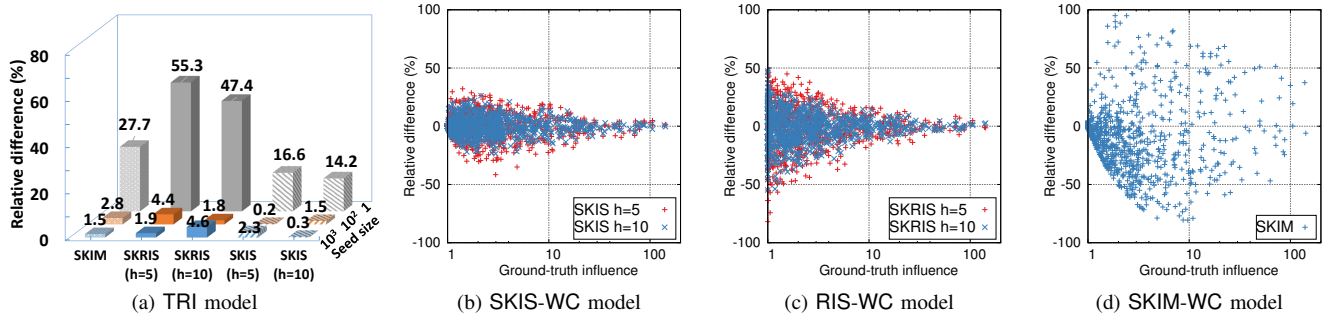 Relative difference (%)
80
60
40
20
0
27.7
55.3
47.4
16.6
14.2
2.8
4.4
1.8
0.2
1.5
1.5
1.9
4.6
2.3
0.3
SKIM
SKRIS
(h=5)
SKRIS
(h=10)
SKIS
(h=5)
SKIS
(h=10)
10³ 10² 1
Seed size
(a) TRI model
Relative difference (%)
100
50
0
-50
-100
1
10
100
Ground-truth influence
SKIS h=5
SKIS h=10
(b) SKIS-WC model
Relative difference (%)
100
50
0
-50
-100
1
10
100
Ground-truth influence
SKRIS h=5
SKRIS h=10
(c) RIS-WC model
Relative difference (%)
100
50
0
-50
-100
1
10
100
Ground-truth influence
SKIM
(d) SKIM-WC model